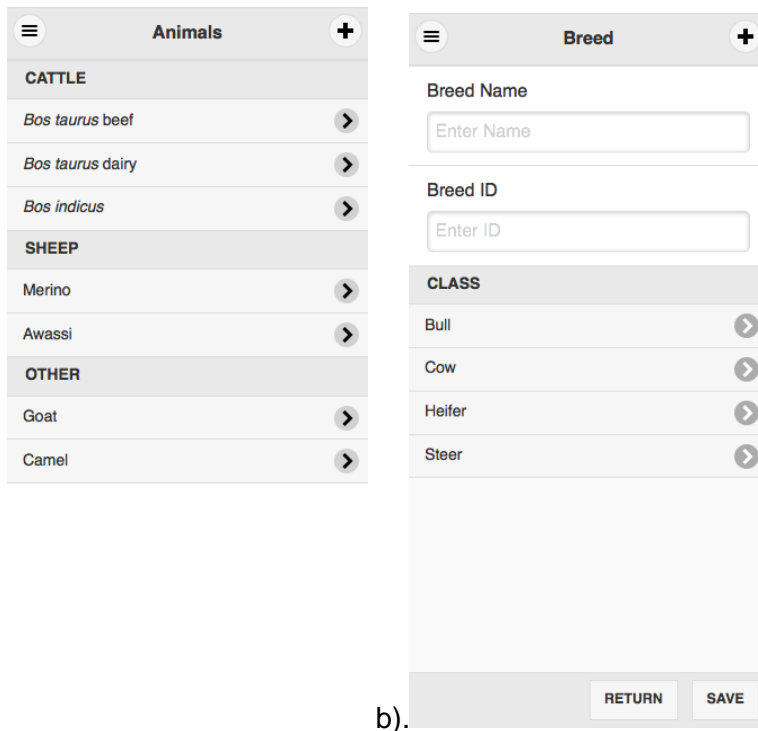 Animals
CATTLE
Bos taurus beef
Bos taurus dairy
Bos indicus
SHEEP
Merino
Awassi
OTHER
Goat
Camel
b).
Breed
Breed Name
Enter Name
Breed ID
Enter ID
CLASS
Bull
Cow
Heifer
Steer
RETURN SAVE